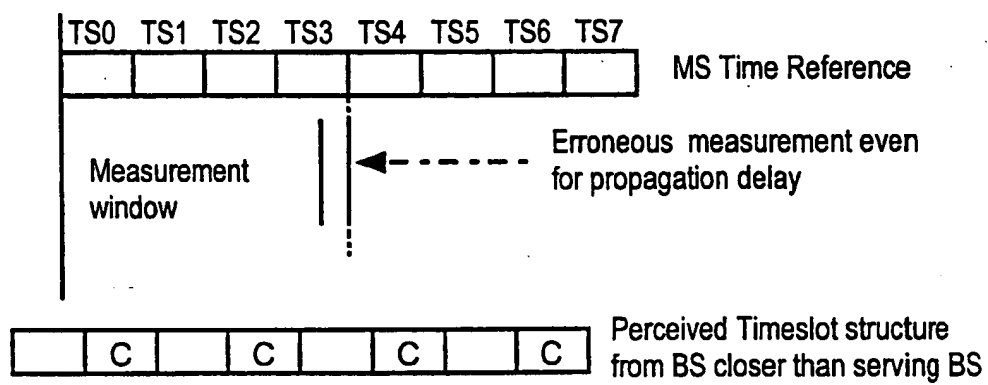 TS0 TS1 TS2 TS3 TS4 TS5 TS6 TS7
MS Time Reference
Measurement
window
Erroneous measurement even
for propagation delay
C C C C
Perceived Timeslot structure
from BS closer than serving BS